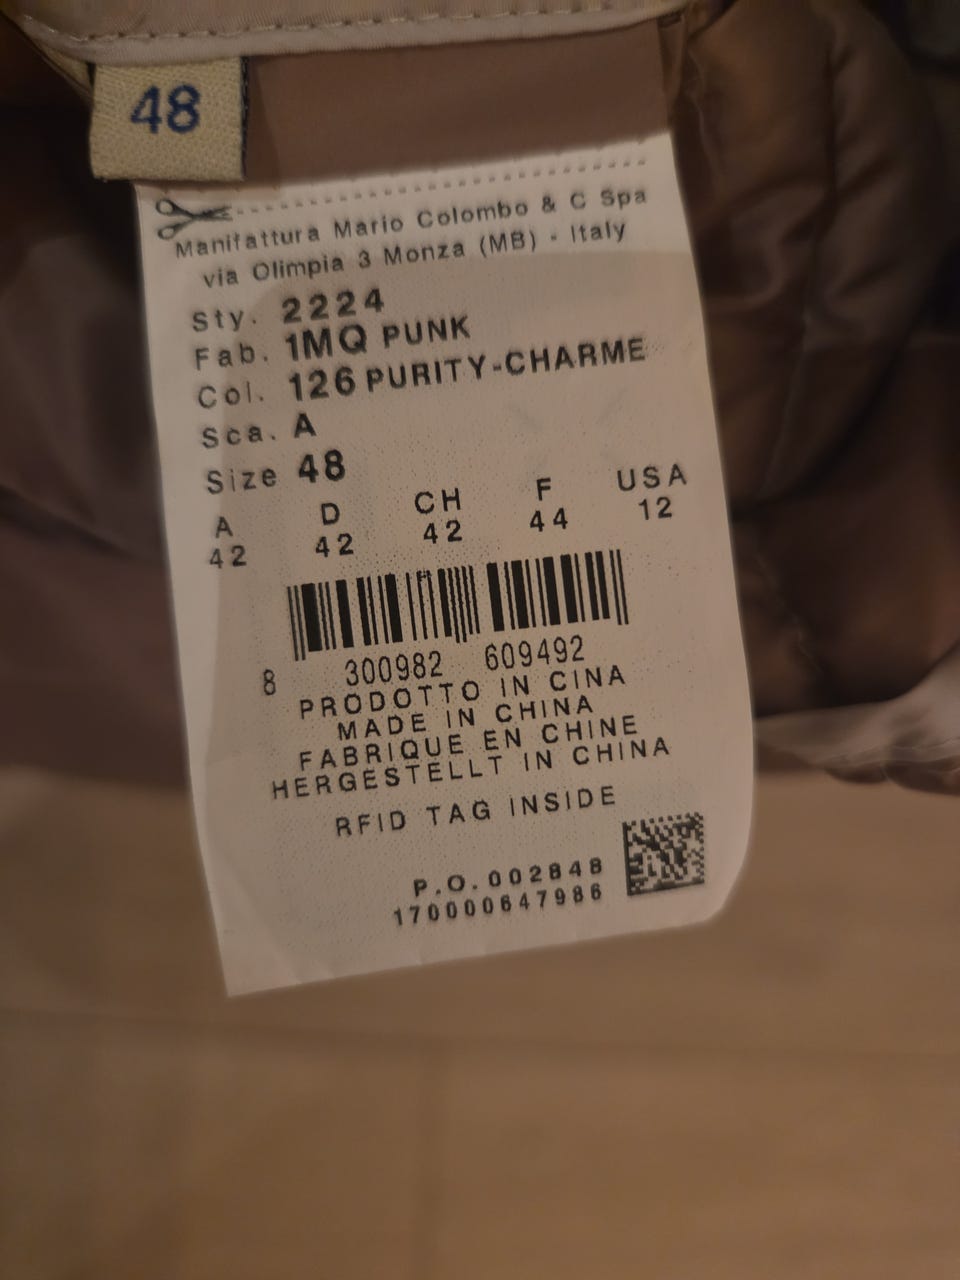 48
Manifattura Mario Colombo & C Spa
via Olimpia 3 Monza (MB) - Italy
Sty. 2224
Fab. 1MQ PUNK
Col. 126 PURITY-CHARME
Sca. A
Size 48
A D CH F USA
42 42 42 44 12
8 300982 609492
PRODOTTO IN CINA
MADE IN CHINA
FABRIQUE EN CHINE
HERGESTELLT IN CHINA
RFID TAG INSIDE
P.O. 002848
170000647986